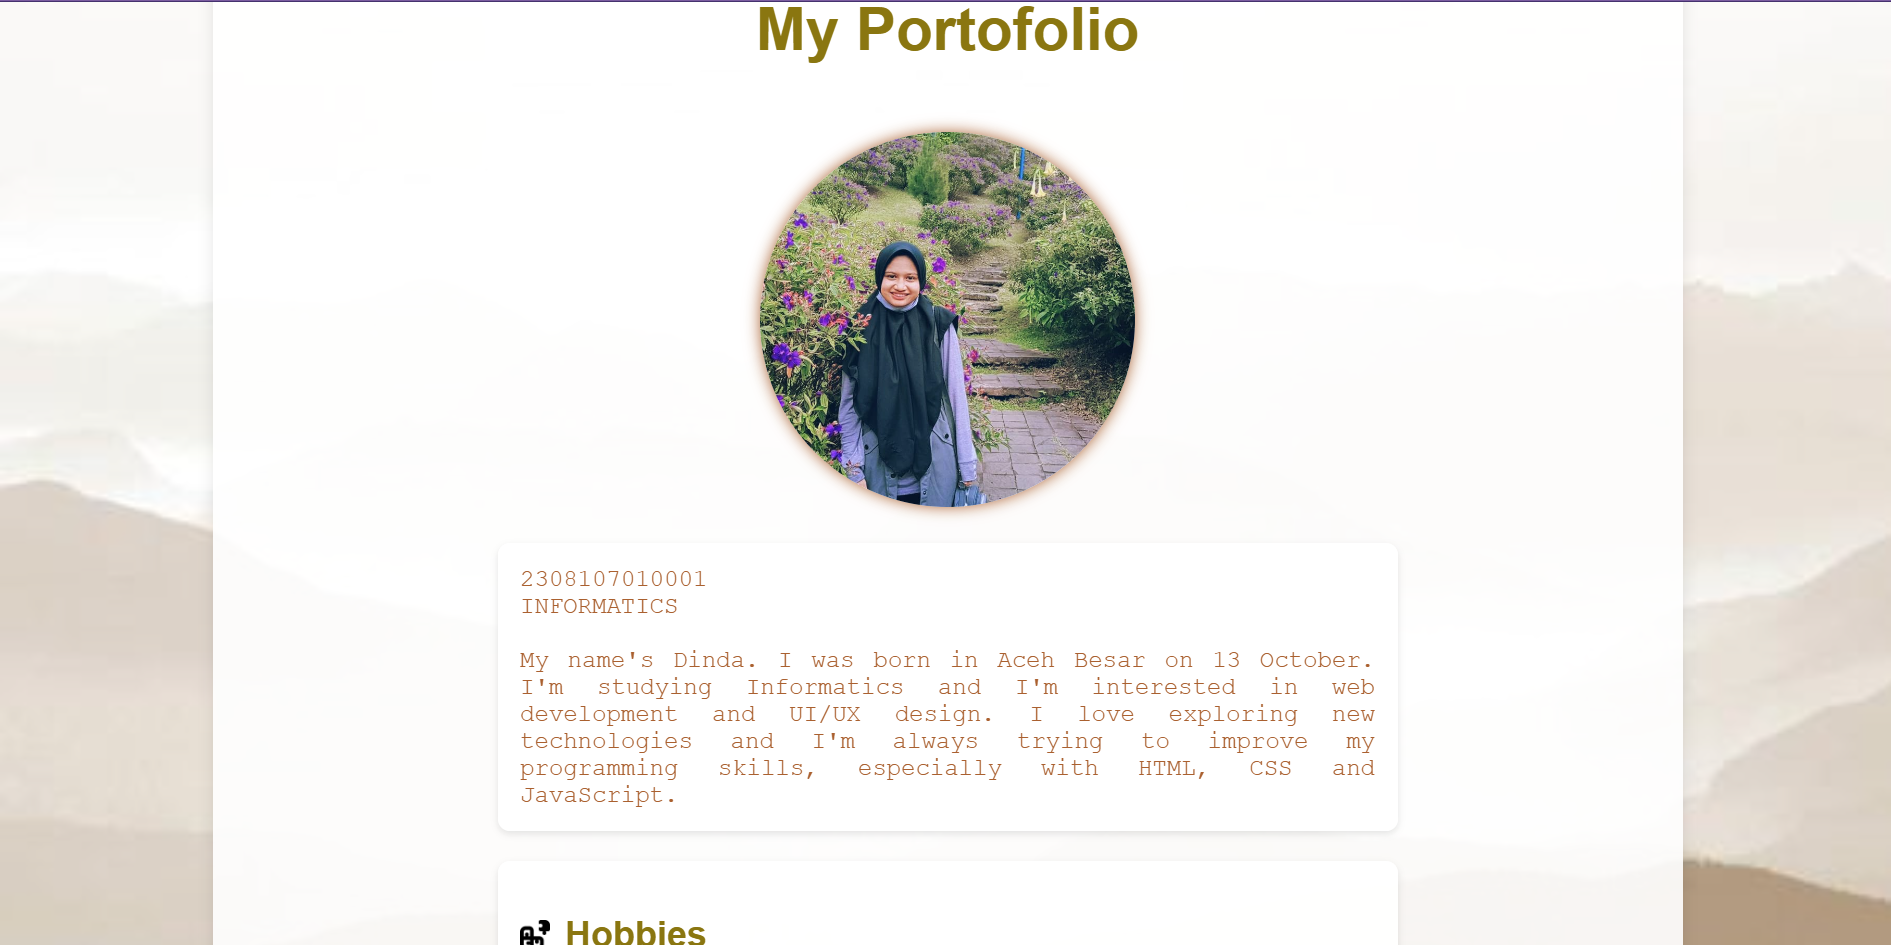 My Portofolio
2308107010001
INFORMATICS
My name's Dinda. I was born in Aceh Besar on 13 October.
I'm studying Informatics and I'm interested in web
development and UI/UX design. I love exploring new
technologies and I'm always trying to improve my
programming skills, especially with HTML, CSS and
JavaScript.
Hobbies